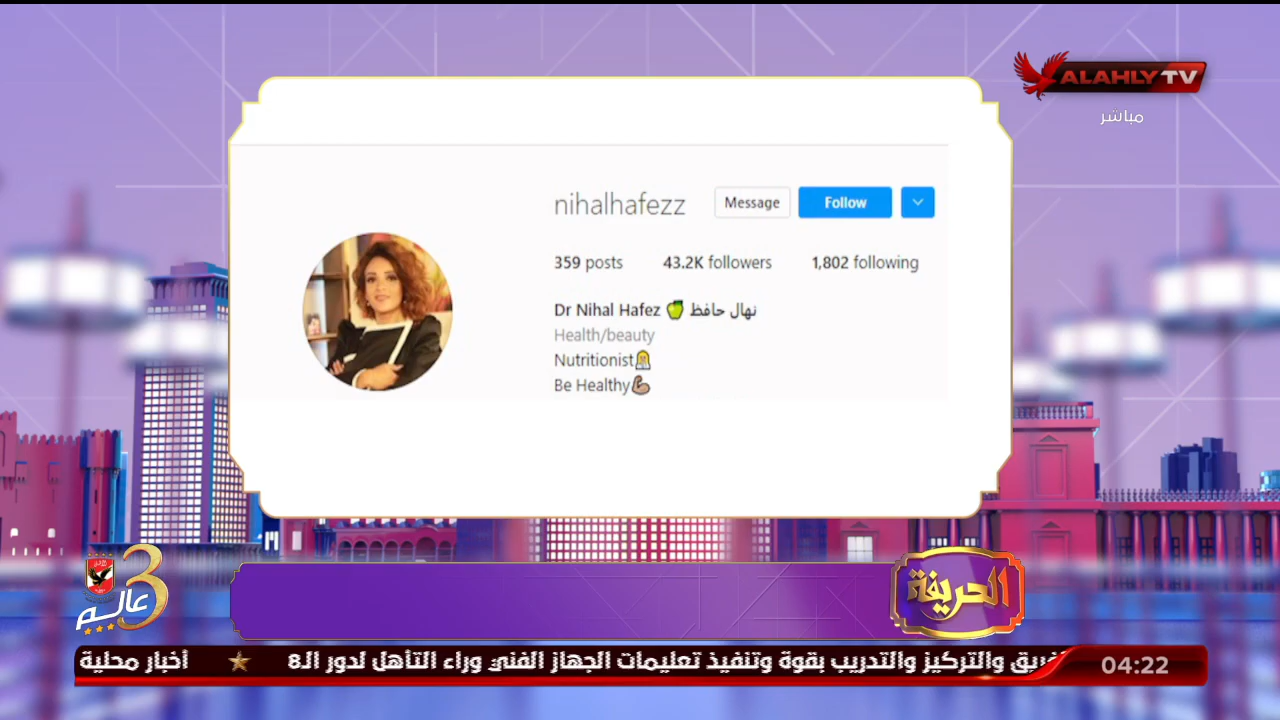 ALAHLY TV
مباشر
nihalhafezz
Message
Follow
359 posts
43.2K followers
1,802 following
Dr Nihal Hafez 🍏 نهال حافظ
Health/beauty
Nutritionist👩‍🔬
Be Healthy💪🏽
3
عالم
الحريفة
والتركيز والتدريب بقوة وتنفيذ تعليمات الجهاز الفني وراء التأهل لدور الـ8 ★ أخبار محلية
04:22